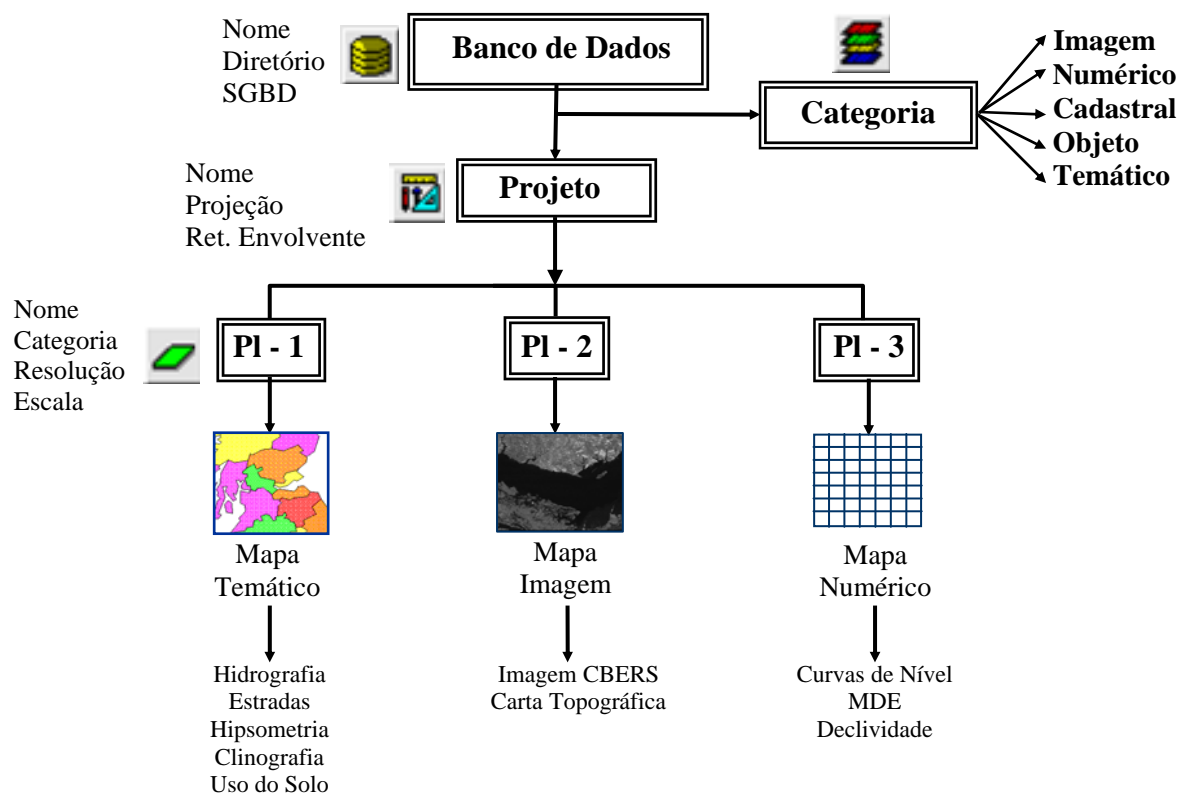 Nome
Diretório
SGBD
Banco de Dados
Categoria
Imagem
Numérico
Cadastral
Objeto
Temático
Nome
Projeção
Ret. Envolvente
Projeto
Nome
Categoria
Resolução
Escala
Pl - 1
Pl - 2
Pl - 3
Mapa
Temático
Mapa
Imagem
Mapa
Numérico
Hidrografia
Estradas
Hipsometria
Clinografia
Uso do Solo
Imagem CBERS
Carta Topográfica
Curvas de Nível
MDE
Declividade